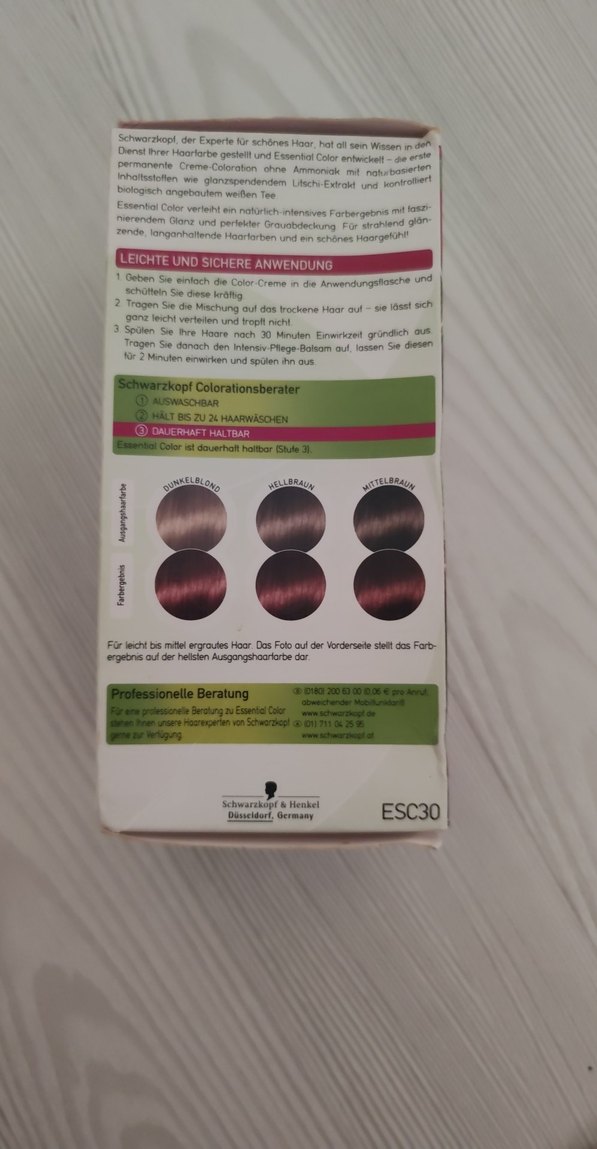 Schwarzkopf, der Experte für schönes Haar, hat all sein Wissen in den
Dienst Ihrer Haarfarbe gestellt und Essential Color entwickelt – die erste
permanente Creme-Coloration ohne Ammoniak mit naturbasierten
Inhaltsstoffen wie glanzspendendem Litschi-Extrakt und kontrolliert
biologisch angebautem weißen Tee.
Essential Color verleiht ein natürlich-intensives Farbergebnis mit faszi-
nierendem Glanz und perfekter Grauabdeckung. Für strahlend glän-
zende, langanhaltende Haarfarben und ein schönes Haargefühl!
LEICHTE UND SICHERE ANWENDUNG
1. Geben Sie einfach die Color-Creme in die Anwendungsflasche und
schütteln Sie diese kräftig.
2. Tragen Sie die Mischung auf das trockene Haar auf – sie lässt sich
ganz leicht verteilen und tropft nicht.
3. Spülen Sie Ihre Haare nach 30 Minuten Einwirkzeit gründlich aus.
Tragen Sie danach den Intensiv-Pflege-Balsam auf, lassen Sie diesen
für 2 Minuten einwirken und spülen ihn aus.
Schwarzkopf Colorationsberater
① AUSWASCHBAR
② HÄLT BIS ZU 24 HAARWÄSCHEN
③ DAUERHAFT HALTBAR
Essential Color ist dauerhaft haltbar (Stufe 3).
DUNKELBLOND HELLBRAUN MITTELBRAUN
Ausgangshaarfarbe
Farbergebnis
Für leicht bis mittel ergrautes Haar. Das Foto auf der Vorderseite stellt das Farb-
ergebnis auf der hellsten Ausgangshaarfarbe dar.
Professionelle Beratung
Für eine professionelle Beratung zu Essential Color
stehen Ihnen unsere Haarexperten von Schwarzkopf
gerne zur Verfügung.
(0180) 200 63 00 (0,06 € pro Anruf,
abweichender Mobilfunktarif)
www.schwarzkopf.de
(01) 711 04 25 95
www.schwarzkopf.at
Schwarzkopf & Henkel
Düsseldorf, Germany
ESC30